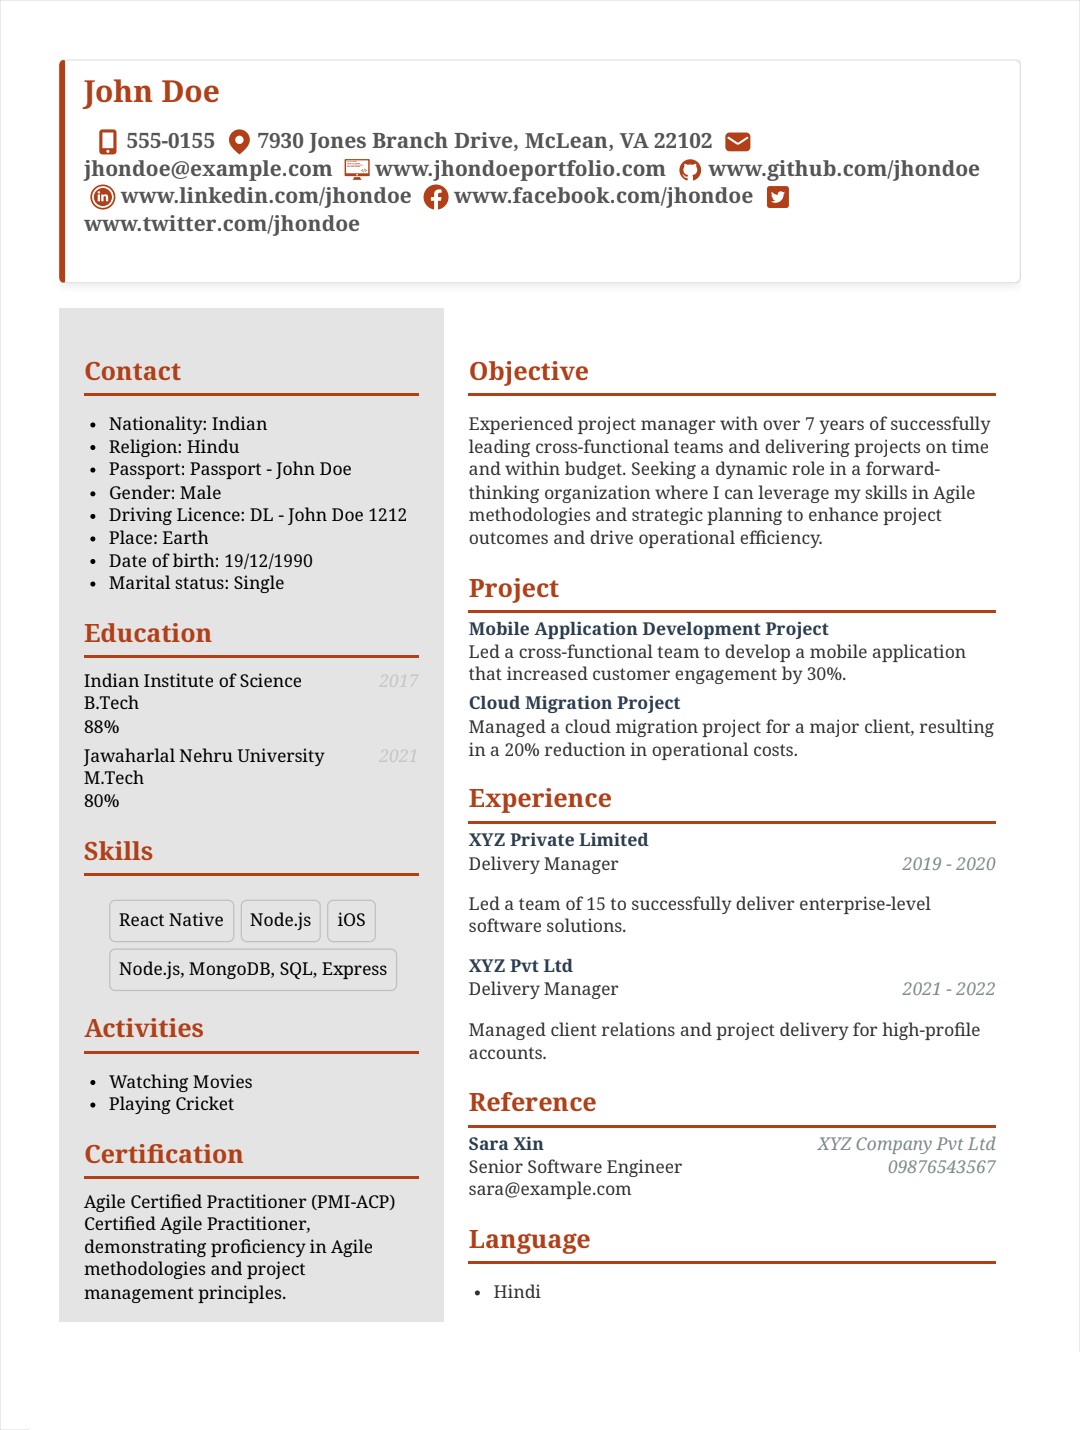 John Doe
555-0155 7930 Jones Branch Drive, McLean, VA 22102
jhondoe@example.com www.jhondoeportfolio.com www.github.com/jhondoe
www.linkedin.com/jhondoe www.facebook.com/jhondoe
www.twitter.com/jhondoe
Contact
• Nationality: Indian
• Religion: Hindu
• Passport: Passport - John Doe
• Gender: Male
• Driving Licence: DL - John Doe 1212
• Place: Earth
• Date of birth: 19/12/1990
• Marital status: Single
Education
Indian Institute of Science 2017
B.Tech
88%
Jawaharlal Nehru University 2021
M.Tech
80%
Skills
React Native Node.js iOS
Node.js, MongoDB, SQL, Express
Activities
• Watching Movies
• Playing Cricket
Certification
Agile Certified Practitioner (PMI-ACP)
Certified Agile Practitioner,
demonstrating proficiency in Agile
methodologies and project
management principles.
Objective
Experienced project manager with over 7 years of successfully
leading cross-functional teams and delivering projects on time
and within budget. Seeking a dynamic role in a forward-
thinking organization where I can leverage my skills in Agile
methodologies and strategic planning to enhance project
outcomes and drive operational efficiency.
Project
Mobile Application Development Project
Led a cross-functional team to develop a mobile application
that increased customer engagement by 30%.
Cloud Migration Project
Managed a cloud migration project for a major client, resulting
in a 20% reduction in operational costs.
Experience
XYZ Private Limited
Delivery Manager 2019 - 2020
Led a team of 15 to successfully deliver enterprise-level
software solutions.
XYZ Pvt Ltd
Delivery Manager 2021 - 2022
Managed client relations and project delivery for high-profile
accounts.
Reference
Sara Xin XYZ Company Pvt Ltd
Senior Software Engineer 09876543567
sara@example.com
Language
• Hindi